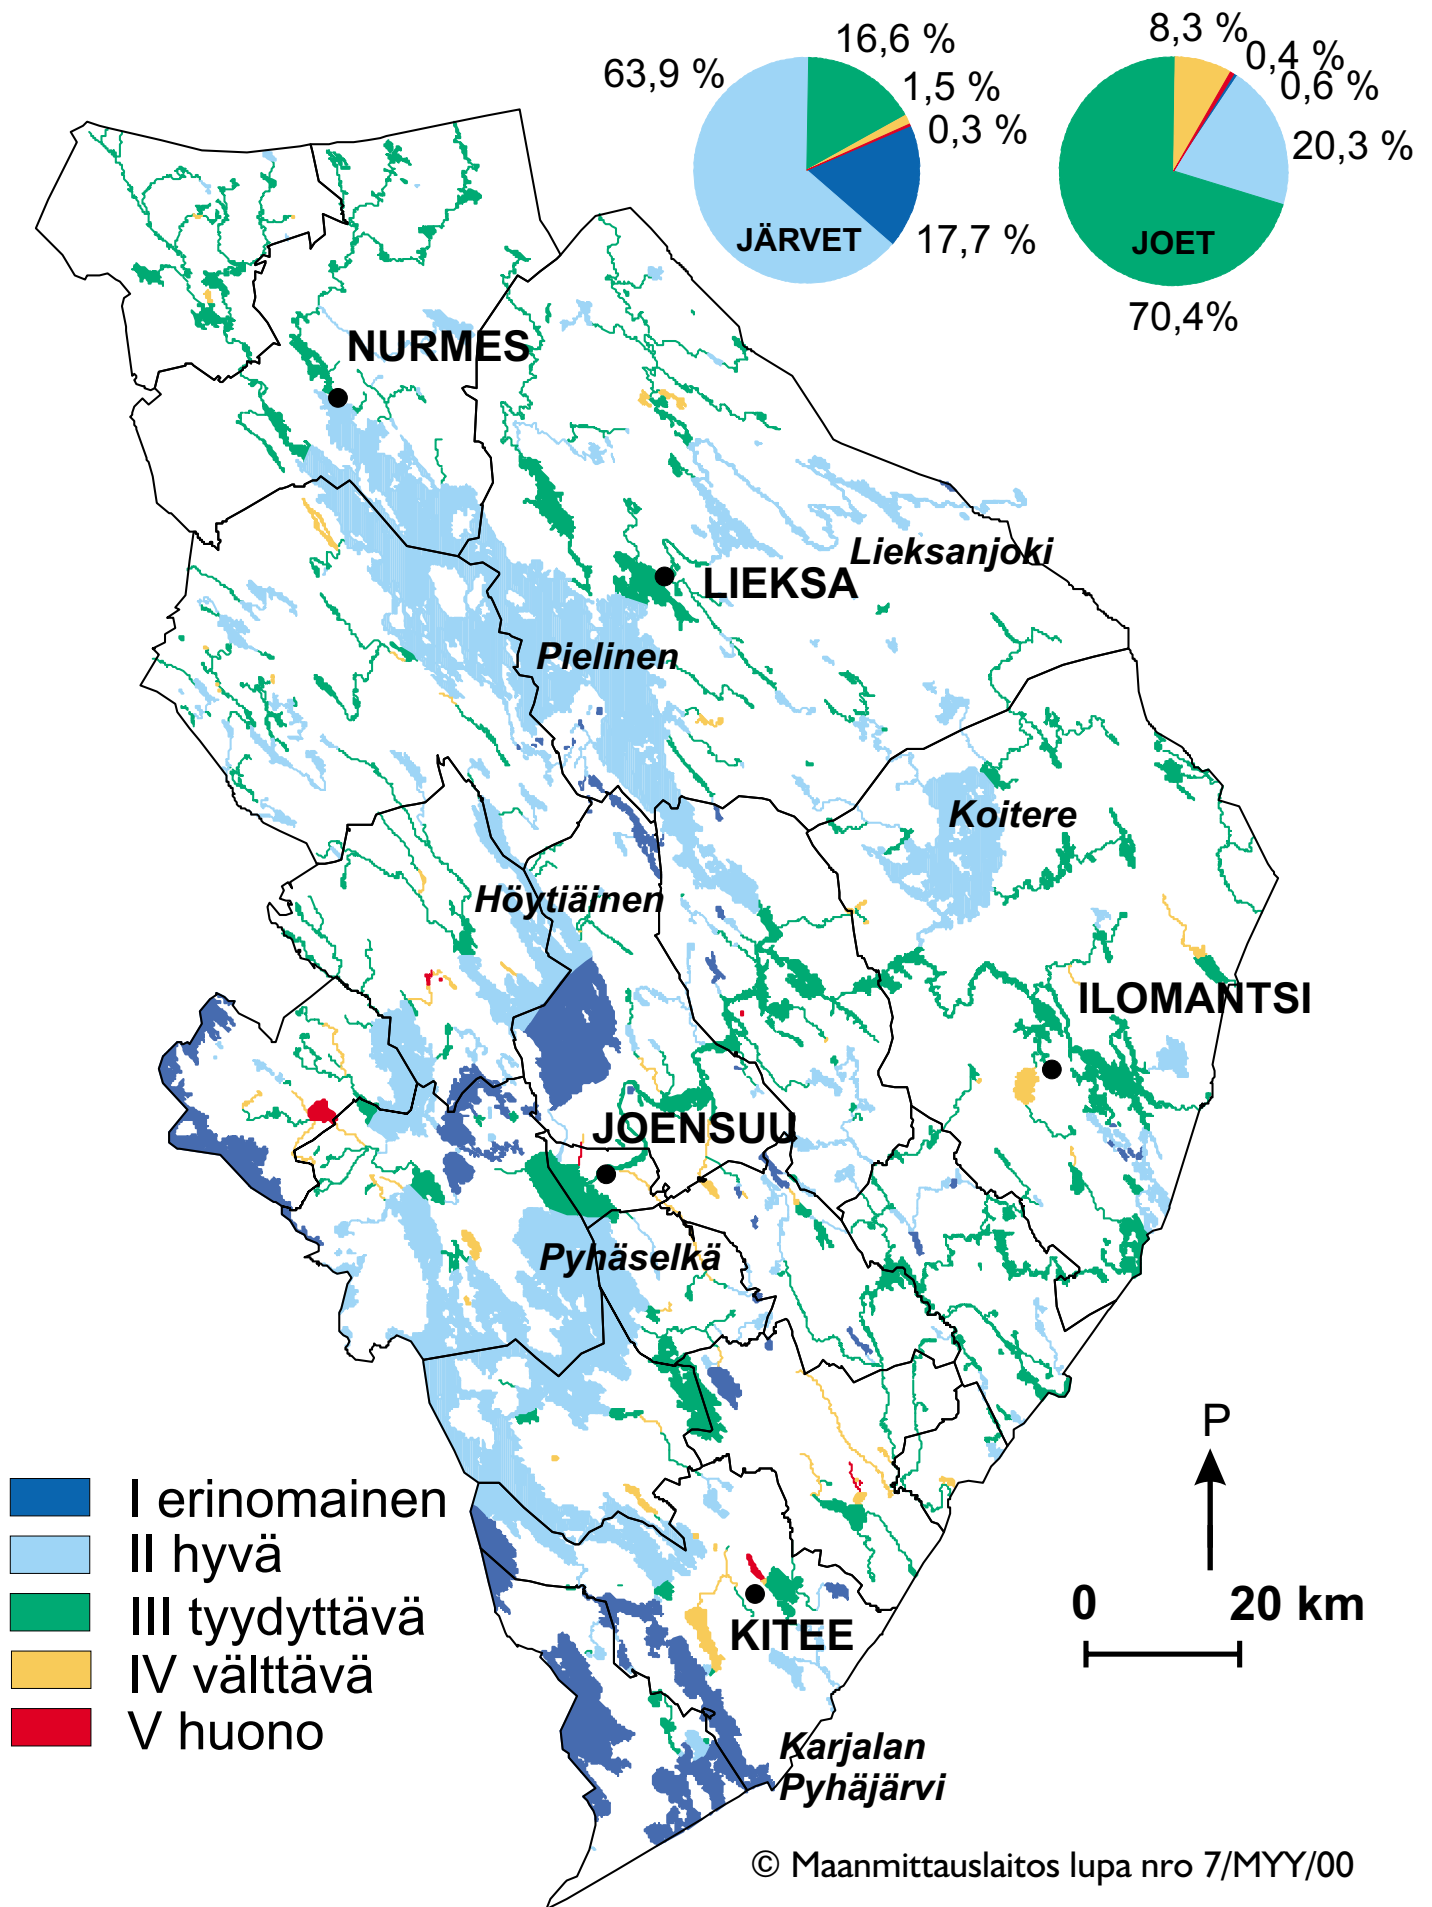 63,9 %
16,6 %
1,5 %
0,3 %
17,7 %
JÄRVET
8,3 %
0,4 %
0,6 %
20,3 %
70,4%
JOET
NURMES
Lieksanjoki
LIEKSA
Pielinen
Koitere
Höytiäinen
ILOMANTSI
JOENSUU
Pyhäselkä
P
I erinomainen
II hyvä
III tyydyttävä
IV välttävä
V huono
0 20 km
KITEE
Karjalan
Pyhäjärvi
© Maanmittauslaitos lupa nro 7/MYY/00